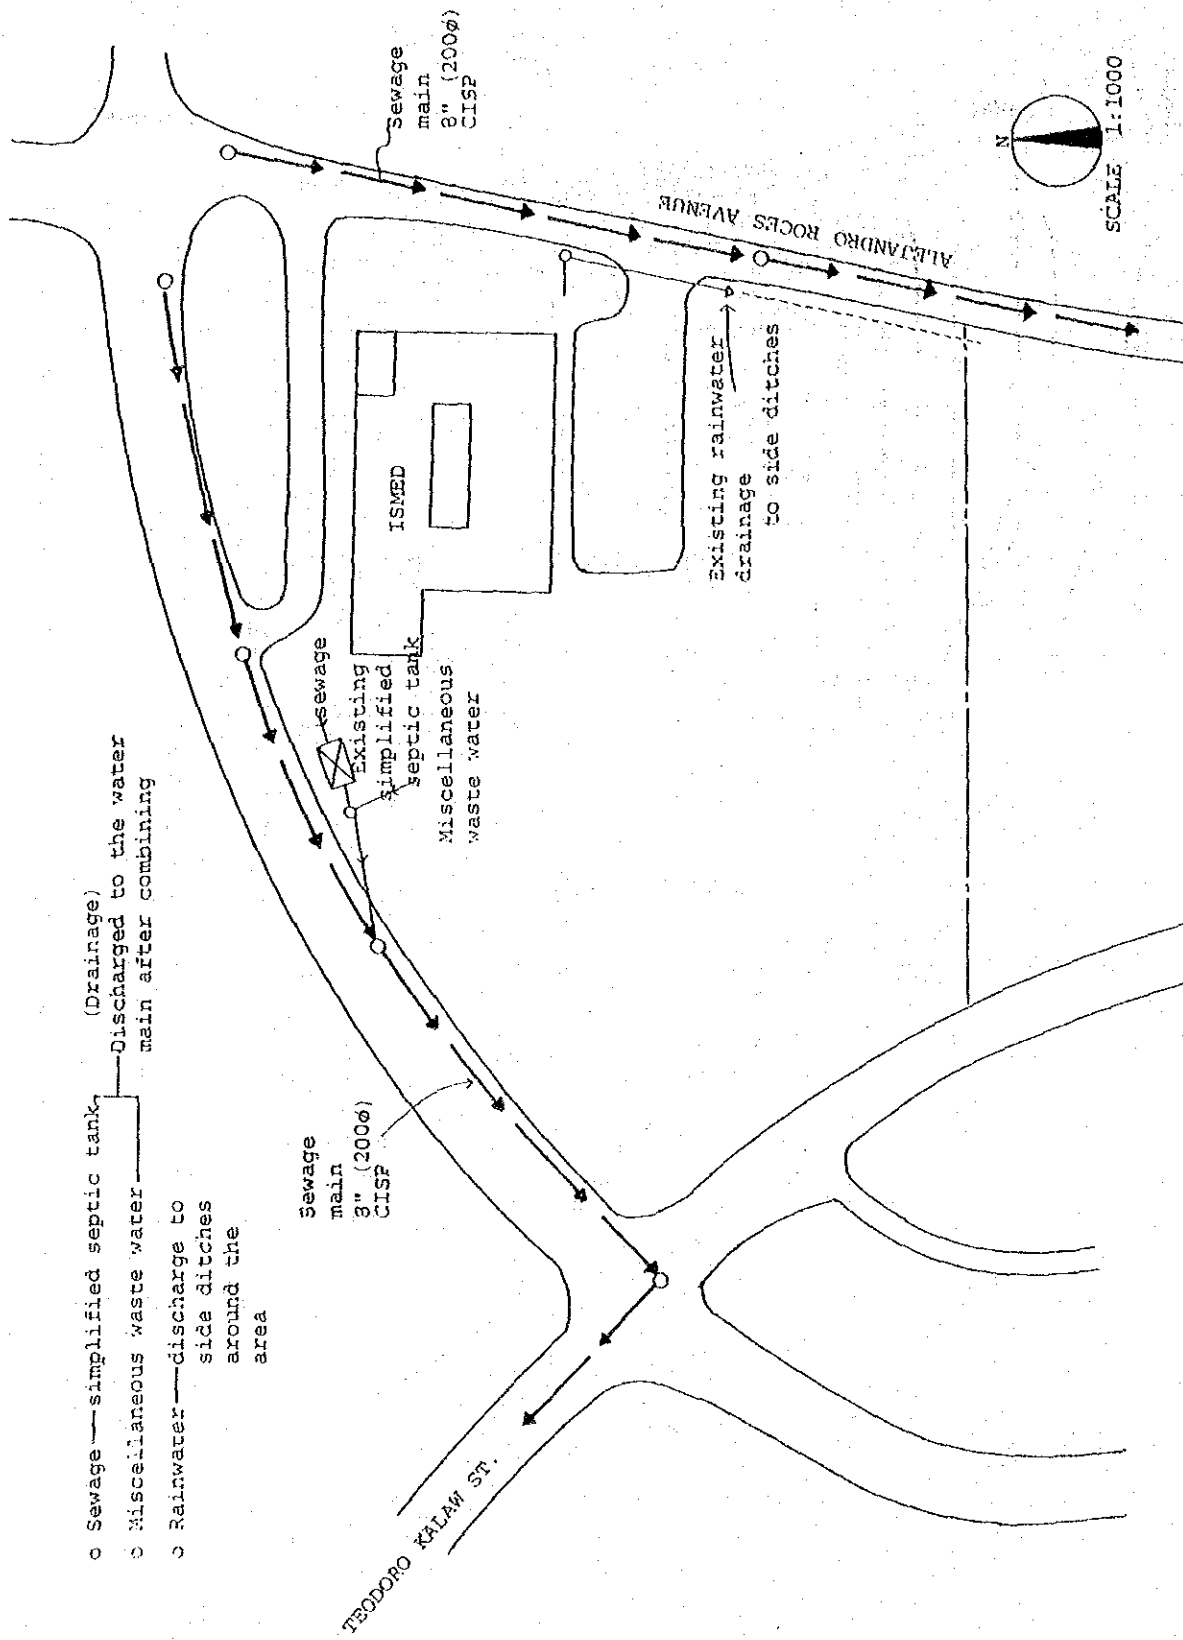 o Sewage — simplified septic tank
(Drainage)
Discharged to the water
main after combining
o Miscellaneous waste water
o Rainwater — discharge to
side ditches
around the
area
Sewage
main
8" (200ø)
CISP
TEODORO KALAW ST.
sewage
Existing
simplified
septic tank
Miscellaneous
waste water
ISMED
Sewage
main
8" (200ø)
CISP
ALEJANDRO ROCES AVENUE
Existing rainwater
drainage
to side ditches
N
SCALE 1:1000